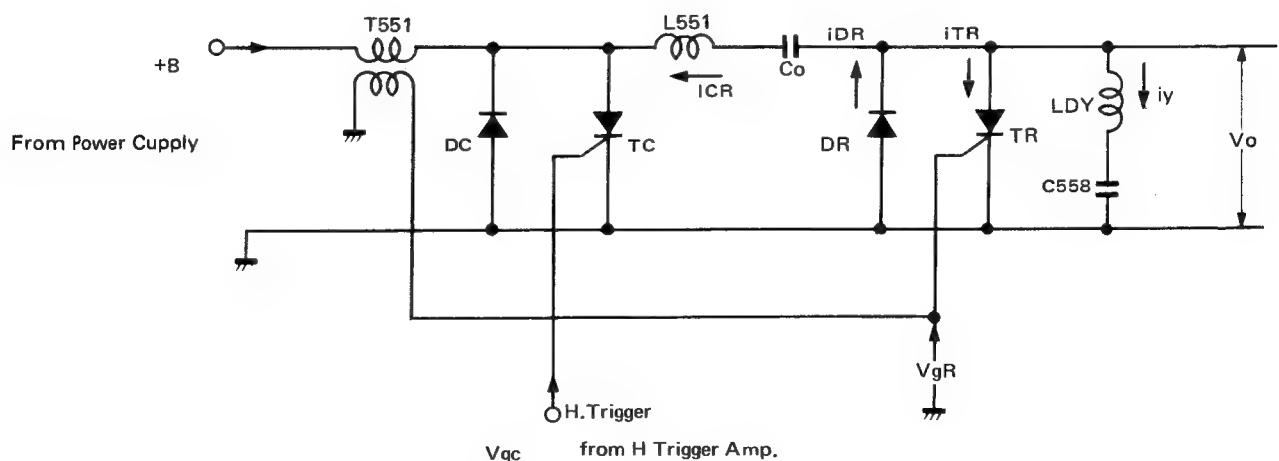 T551
L551
iDR
iTR
+B
ICR
Co
LDY
iy
From Power Cupply
DC
TC
DR
TR
Vo
C558
VgR
H.Trigger
Vgc
from H Trigger Amp.